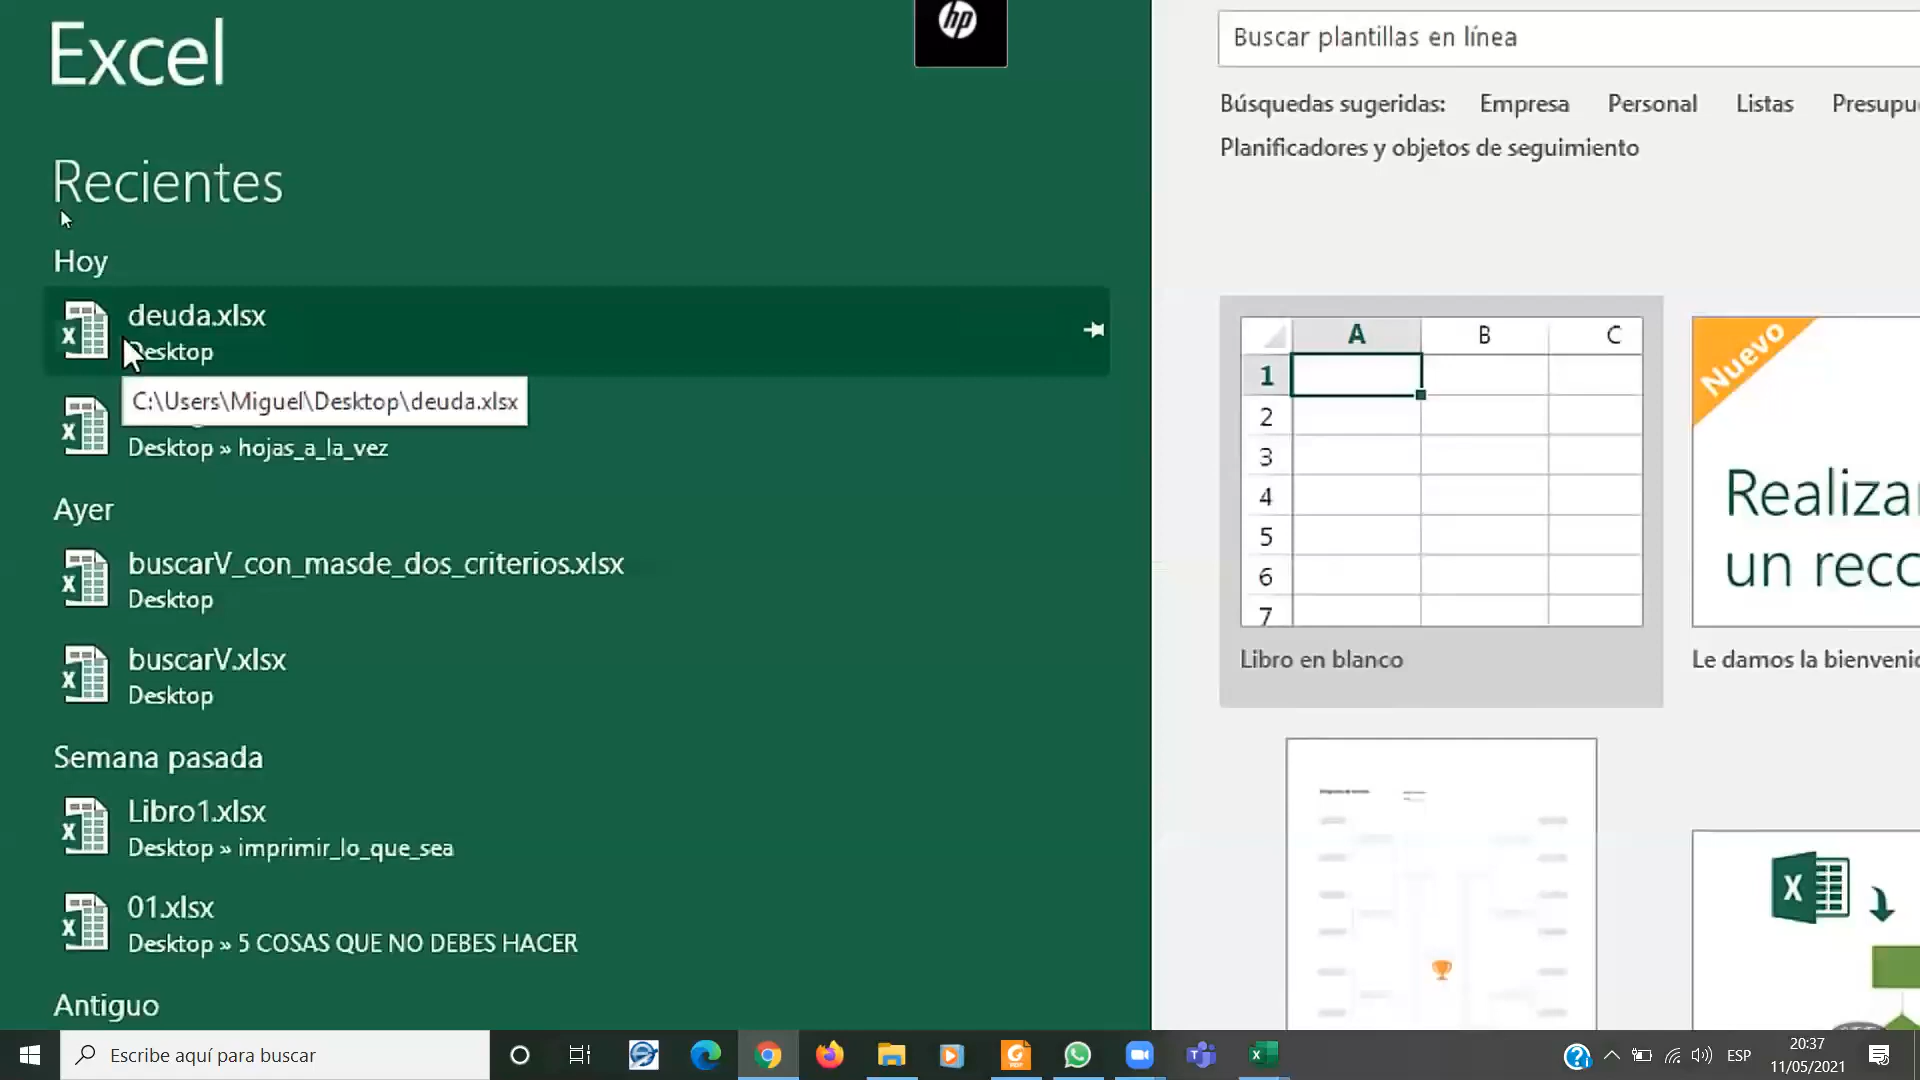 Excel
hp
Recientes
Hoy
deuda.xlsx
Desktop
C:\Users\Miguel\Desktop\deuda.xlsx
Desktop » hojas_a_la_vez
Ayer
buscarV_con_masde_dos_criterios.xlsx
Desktop
buscarV.xlsx
Desktop
Semana pasada
Libro1.xlsx
Desktop » imprimir_lo_que_sea
01.xlsx
Desktop » 5 COSAS QUE NO DEBES HACER
Antiguo
Buscar plantillas en línea
Búsquedas sugeridas: Empresa Personal Listas Presupu
Planificadores y objetos de seguimiento
A B C
1
2
3
4
5
6
7
Libro en blanco
Nuevo
Realiza
un reco
Le damos la bienveni
Escribe aquí para buscar
ESP
20:37
11/05/2021